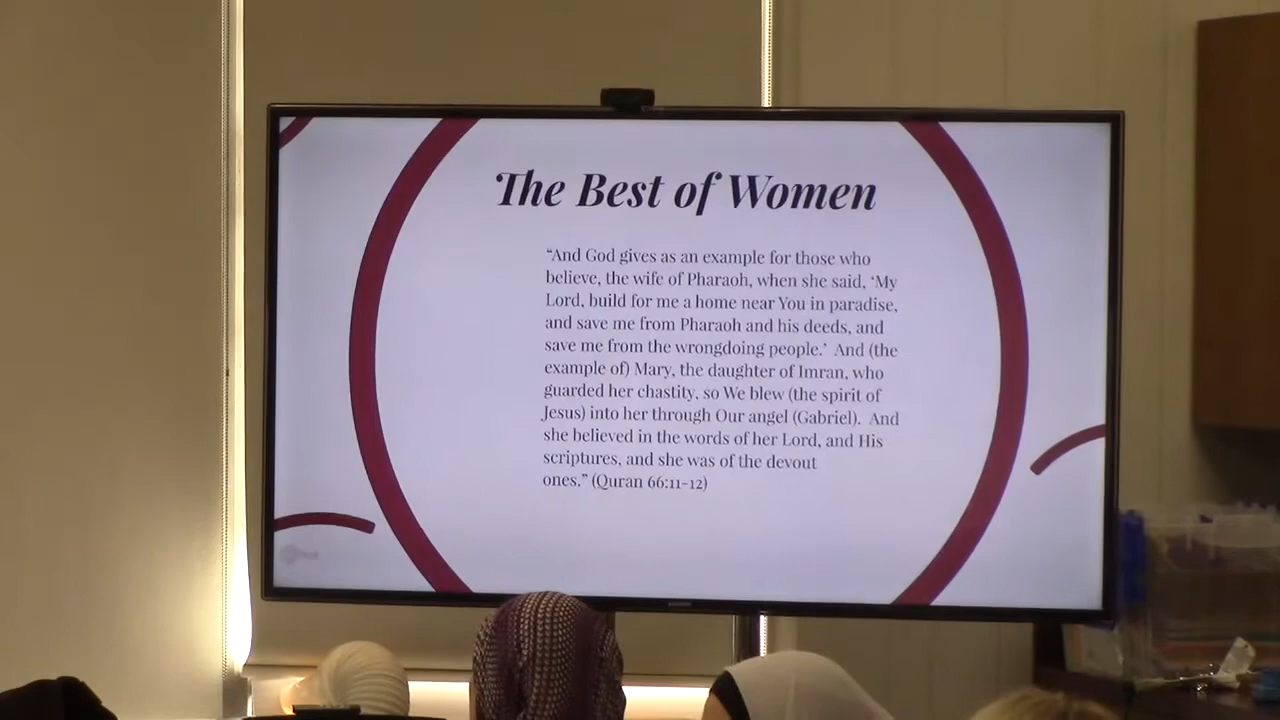 The Best of Women
“And God gives as an example for those who
believe, the wife of Pharaoh, when she said, ‘My
Lord, build for me a home near You in paradise,
and save me from Pharaoh and his deeds, and
save me from the wrongdoing people.’ And (the
example of) Mary, the daughter of Imran, who
guarded her chastity, so We blew (the spirit of
Jesus) into her through Our angel (Gabriel). And
she believed in the words of her Lord, and His
scriptures, and she was of the devout
ones.” (Quran 66:11-12)